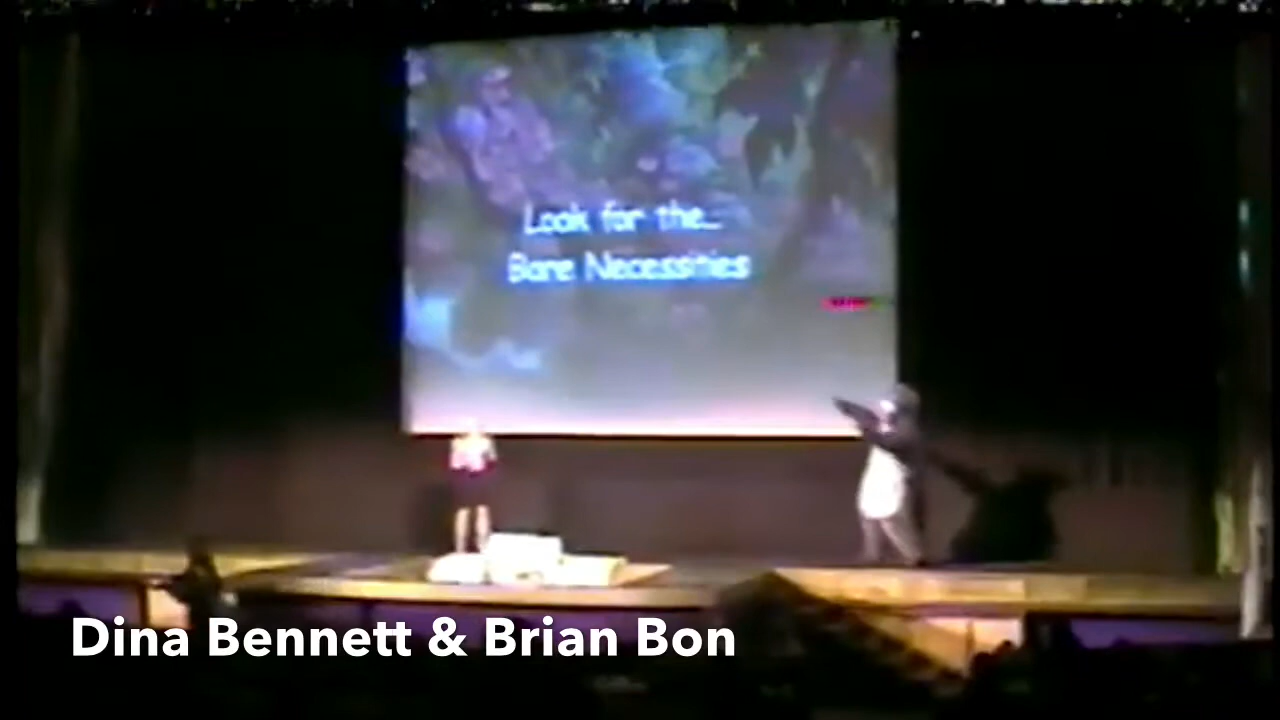 Look for the...
Bare Necessities
Dina Bennett & Brian Bon